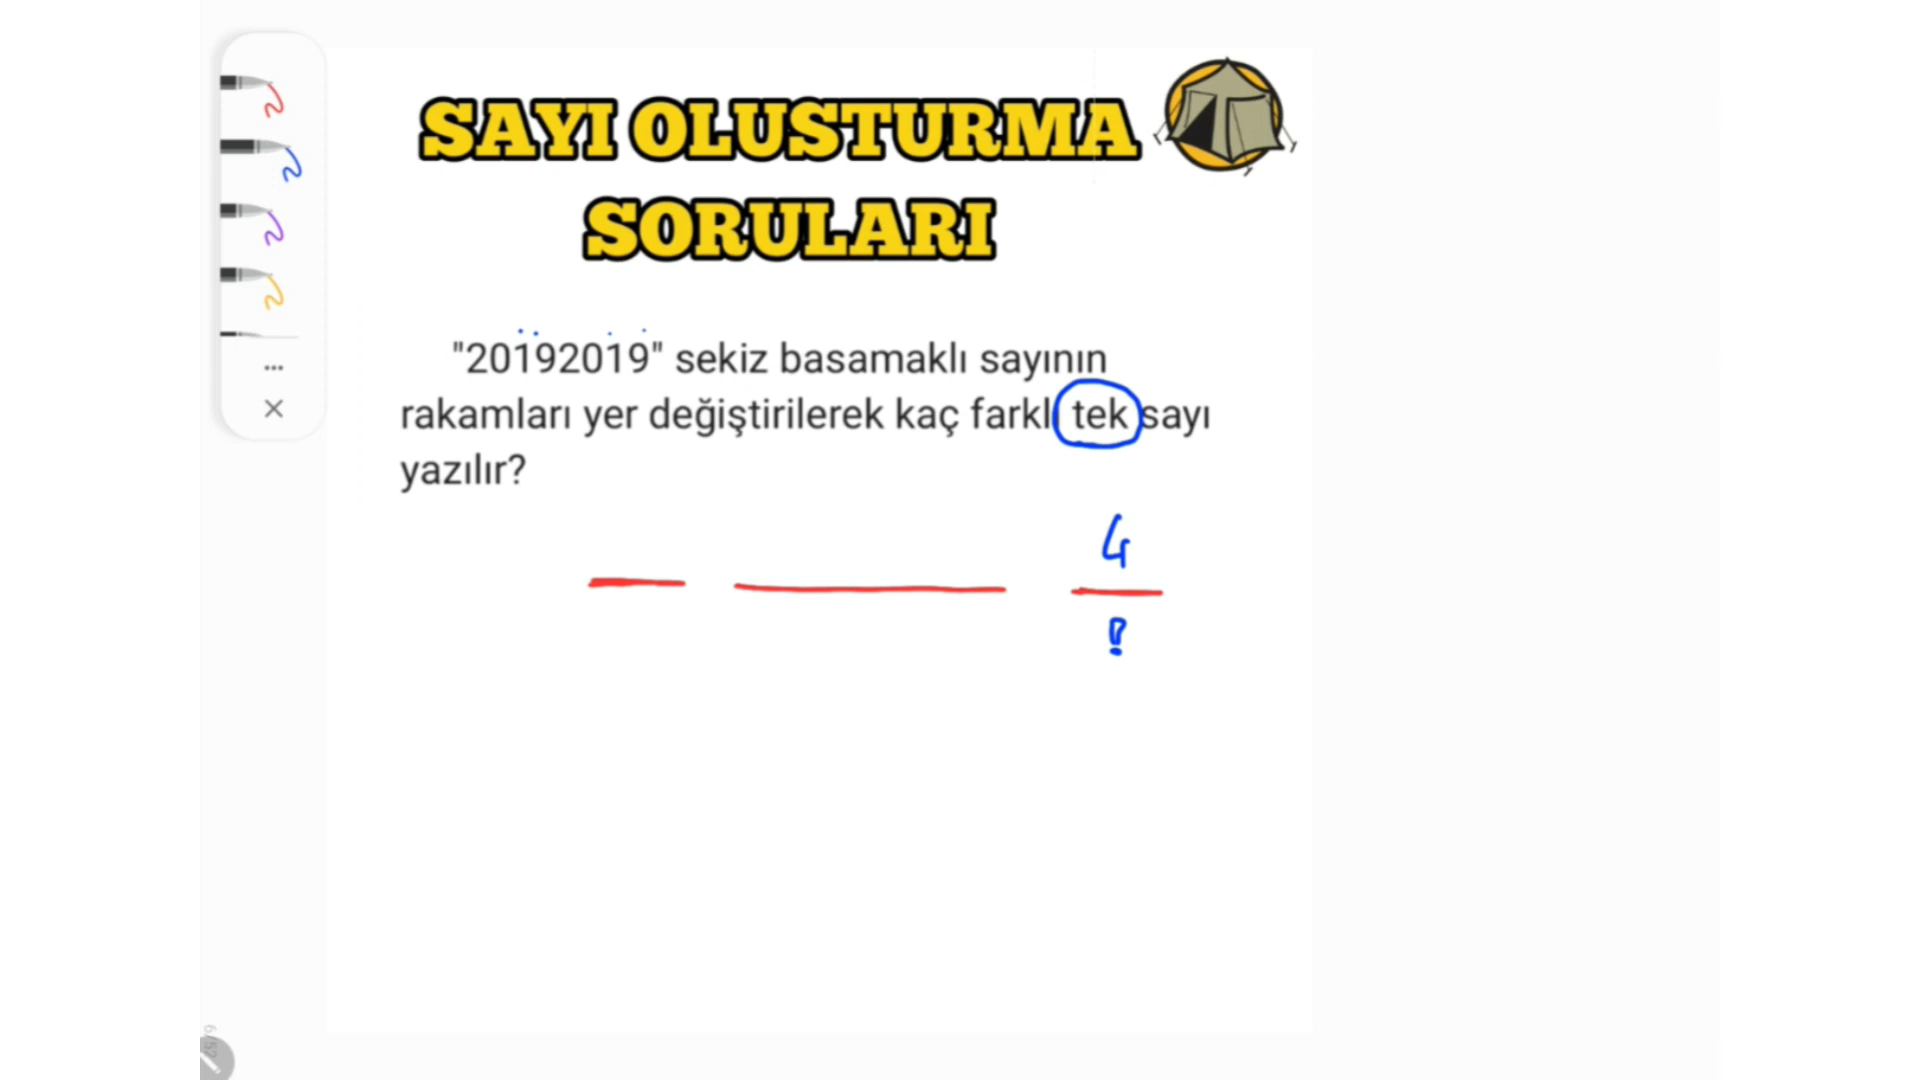 SAYI OLUSTURMA
SORULARI
"20192019" sekiz basamaklı sayının
rakamları yer değiştirilerek kaç farklı tek sayı
yazılır?
4